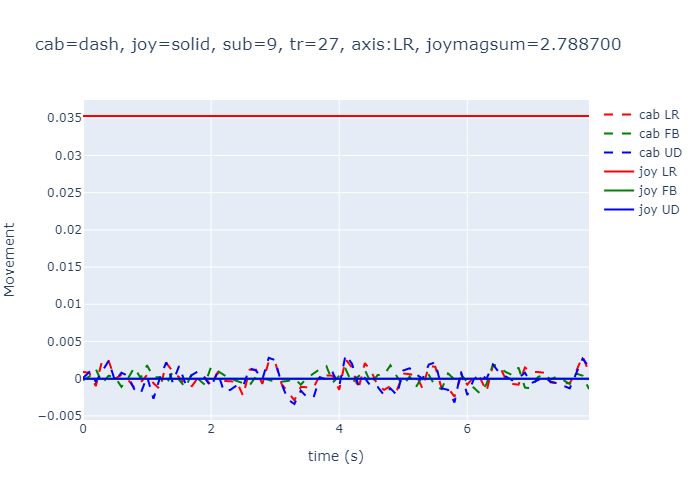 cab=dash, joy=solid, sub=9, tr=27, axis:LR, joymagsum=2.788700
0.035
0.03
0.025
0.02
0.015
0.01
0.005
0
−0.005
Movement
0
2
4
6
time (s)
cab LR
cab FB
cab UD
joy LR
joy FB
joy UD